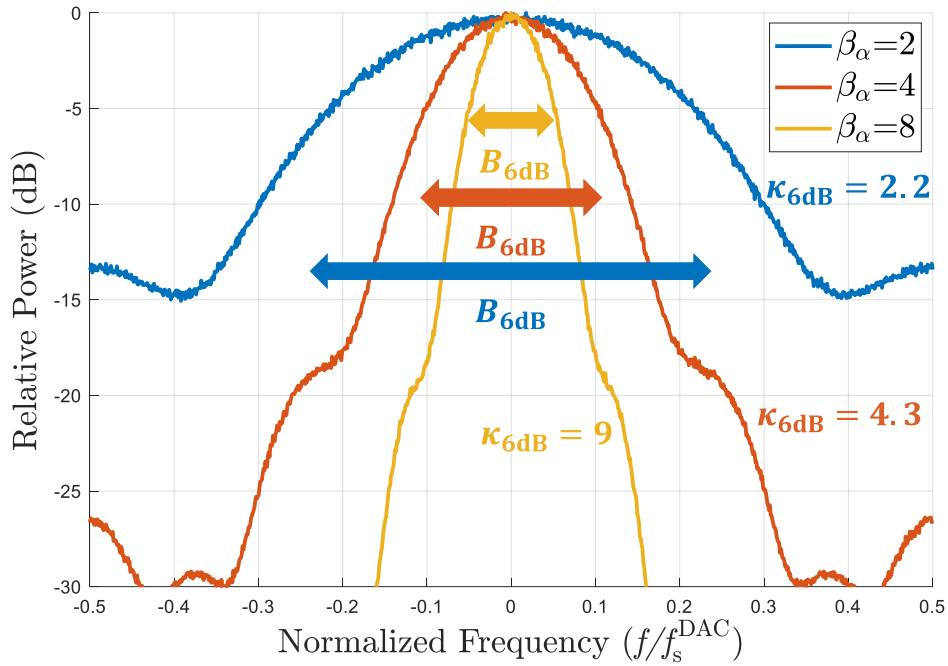 0
-5
-10
-15
-20
-25
-30
Relative Power (dB)
β_α=2
β_α=4
β_α=8
B_6dB
κ_6dB = 2.2
B_6dB
B_6dB
κ_6dB = 4.3
κ_6dB = 9
-0.5 -0.4 -0.3 -0.2 -0.1 0 0.1 0.2 0.3 0.4 0.5
Normalized Frequency (f/f_s^DAC)